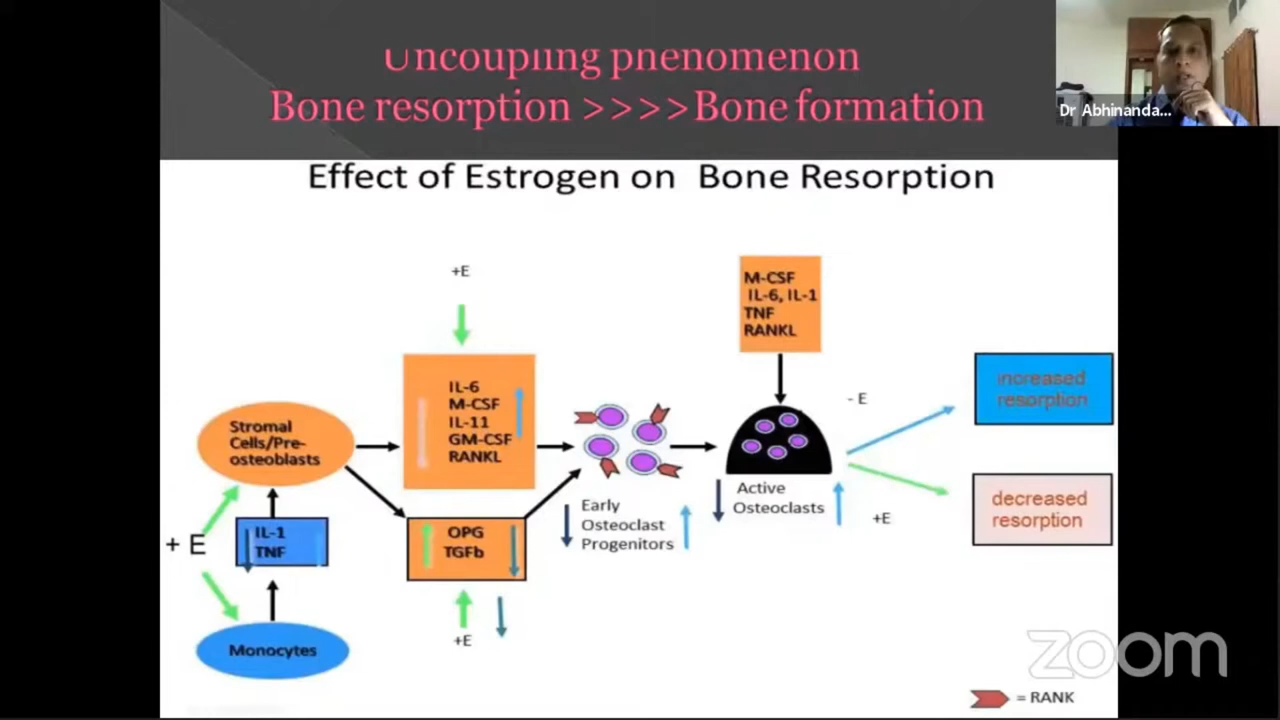 Uncoupling phenomenon
Bone resorption >>>> Bone formation
Dr Abhinanda...
Effect of Estrogen on Bone Resorption
+E
M-CSF
IL-6, IL-1
TNF
RANKL
IL-6
M-CSF
IL-11
GM-CSF
RANKL
Stromal
Cells/Pre-
osteoblasts
- E
increased
resorption
decreased
resorption
+E
Active
Osteoclasts
Early
Osteoclast
Progenitors
OPG
TGFb
+ E
IL-1
TNF
+E
Monocytes
zoom
= RANK